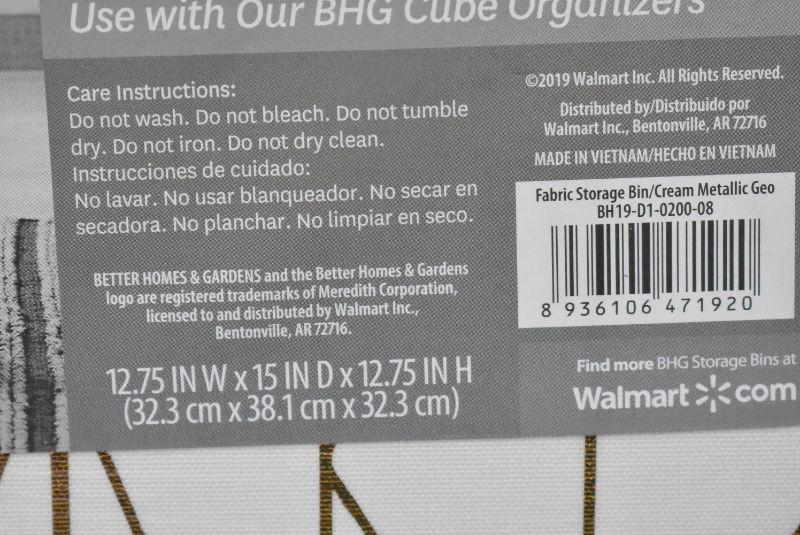 Use with Our BHG Cube Organizers
Care Instructions:
Do not wash. Do not bleach. Do not tumble
dry. Do not iron. Do not dry clean.
Instrucciones de cuidado:
No lavar. No usar blanqueador. No secar en
secadora. No planchar. No limpiar en seco.
BETTER HOMES & GARDENS and the Better Homes & Gardens
logo are registered trademarks of Meredith Corporation,
licensed to and distributed by Walmart Inc.,
Bentonville, AR 72716.
12.75 IN W x 15 IN D x 12.75 IN H
(32.3 cm x 38.1 cm x 32.3 cm)
©2019 Walmart Inc. All Rights Reserved.
Distributed by/Distribuido por
Walmart Inc., Bentonville, AR 72716
MADE IN VIETNAM/HECHO EN VIETNAM
Fabric Storage Bin/Cream Metallic Geo
BH19-D1-0200-08
8 936106 471920
Find more BHG Storage Bins at
Walmart com